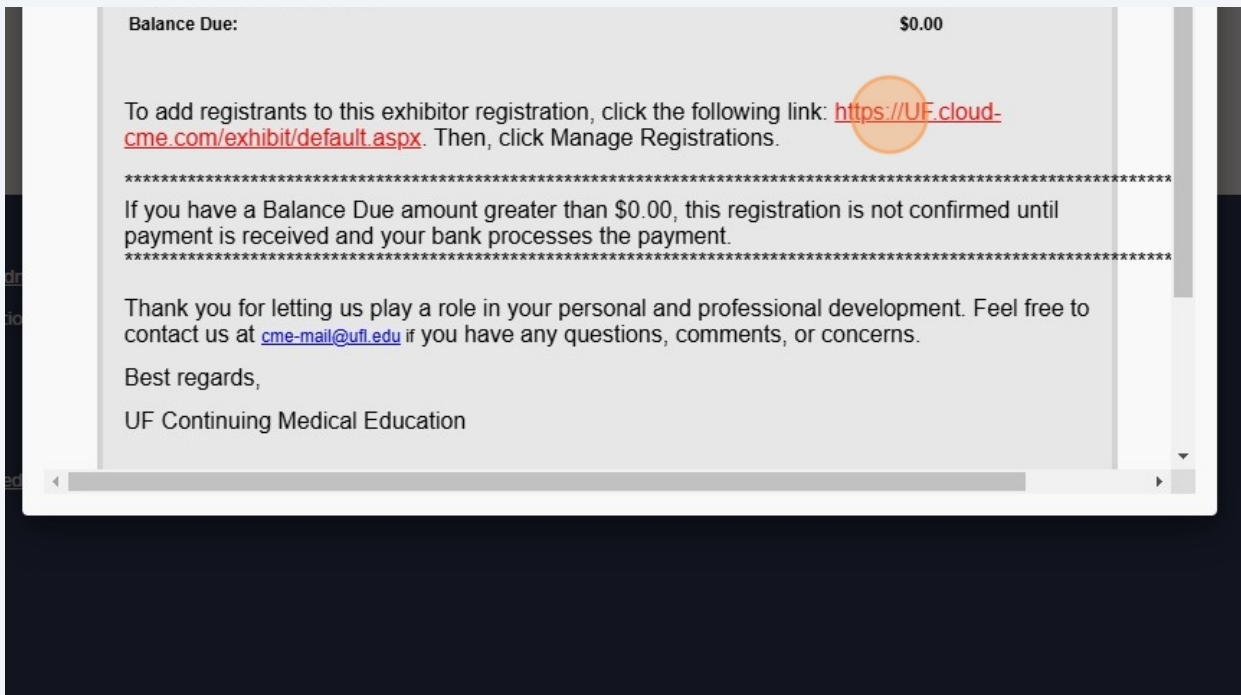 Balance Due: $0.00
To add registrants to this exhibitor registration, click the following link: https://UF.cloud-
cme.com/exhibit/default.aspx. Then, click Manage Registrations.
*********************************************************************************************************************
If you have a Balance Due amount greater than $0.00, this registration is not confirmed until
payment is received and your bank processes the payment.
*********************************************************************************************************************
Thank you for letting us play a role in your personal and professional development. Feel free to
contact us at cme-mail@ufl.edu if you have any questions, comments, or concerns.
Best regards,
UF Continuing Medical Education